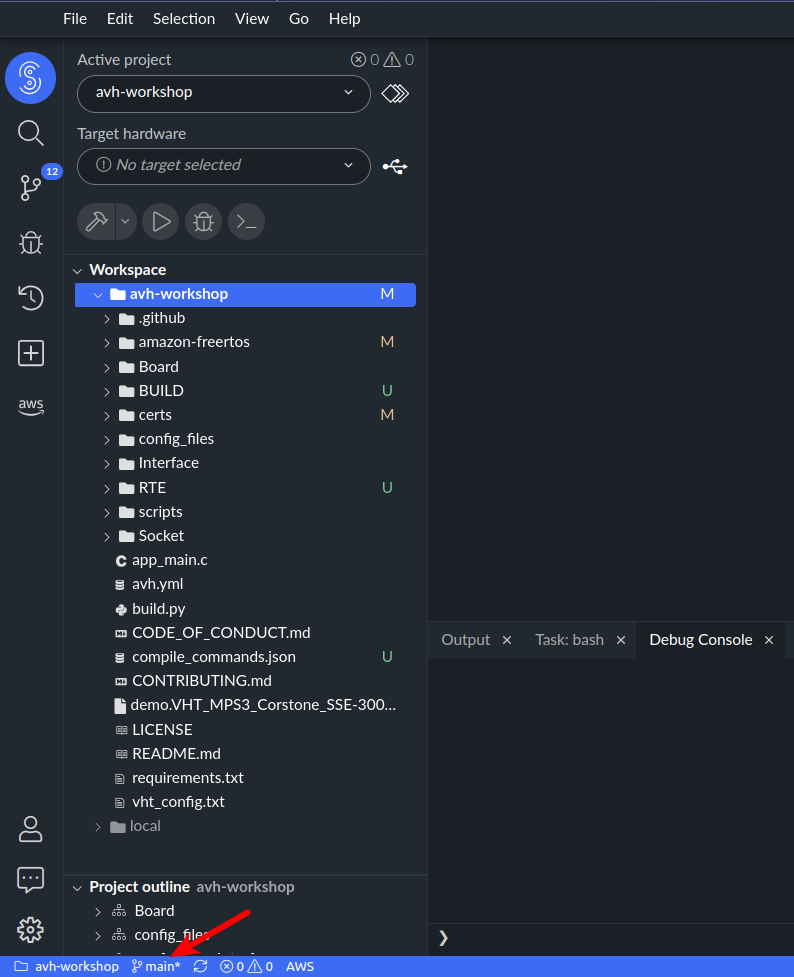 File Edit Selection View Go Help
Active project 0 0
avh-workshop
Target hardware
No target selected
12
aws
Workspace
avh-workshop M
.github
amazon-freertos M
Board
BUILD U
certs M
config_files
Interface
RTE U
scripts
Socket
app_main.c
avh.yml
build.py
CODE_OF_CONDUCT.md
compile_commands.json U
CONTRIBUTING.md
demo.VHT_MPS3_Corstone_SSE-300...
LICENSE
README.md
requirements.txt
vht_config.txt
local
Output Task: bash Debug Console
Project outline avh-workshop
Board
config_files
avh-workshop main* 0 0 AWS